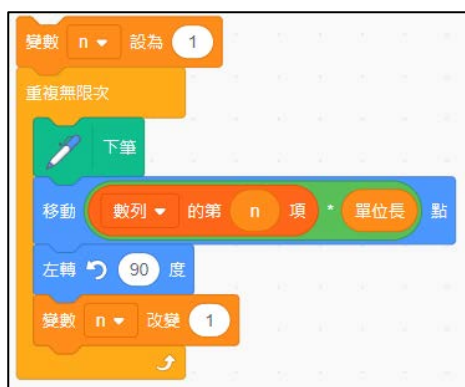 變數 n 設為 1
重複無限次
下筆
移動 數列 的第 n 項 * 單位長 點
左轉 90 度
變數 n 改變 1